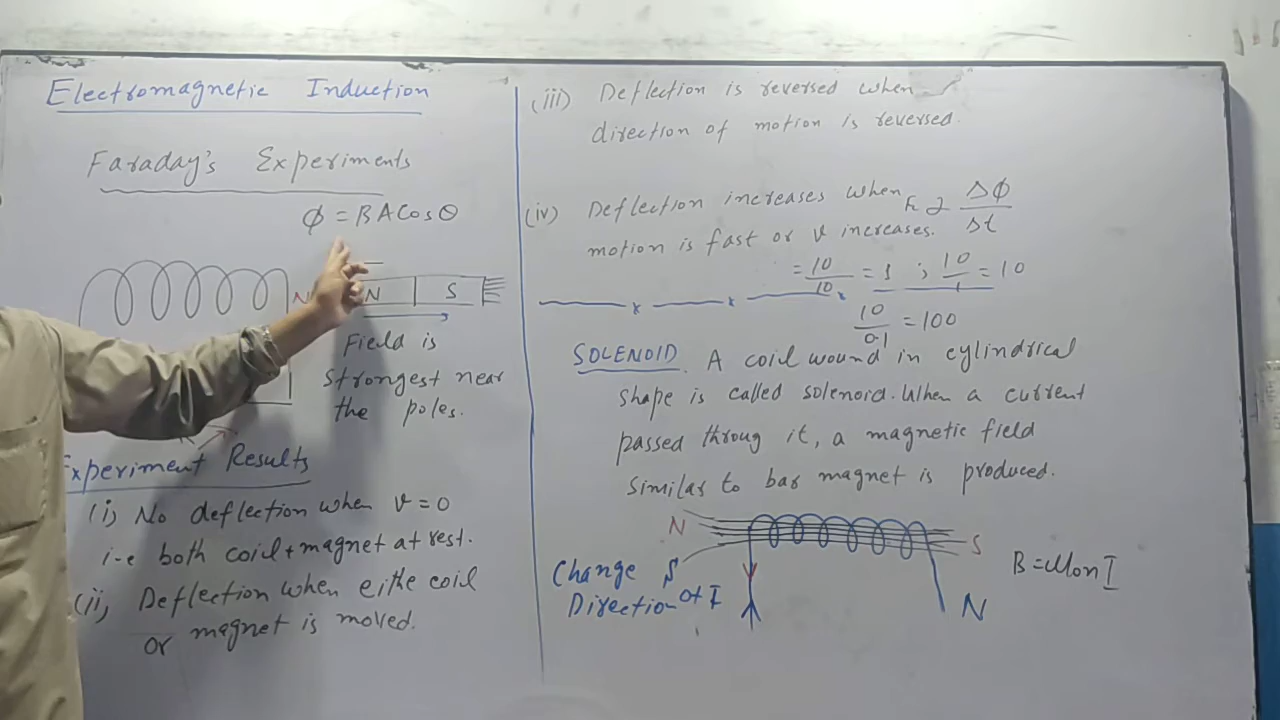 Electromagnetic Induction
Faraday's Experiments
ϕ = BACosθ
N
N S
Field is
strongest near
the poles.
Experiment Results
(i) No deflection when v = 0
i-e both coil + magnet at rest.
(ii) Deflection when eithe coil
or magnet is moved.
(iii) Deflection is reversed when
direction of motion is reversed.
(iv) Deflection increases when
Δϕ/Δt
motion is fast or v increases.
= 10/10 = 1 ; 10/1 = 10
10/0.1 = 100
SOLENOID. A coil wound in cylindrical
shape is called solenoid. When a current
passed throug it, a magnetic field
similar to bar magnet is produced.
N S
Change S
Direction of I
N
B = μonI